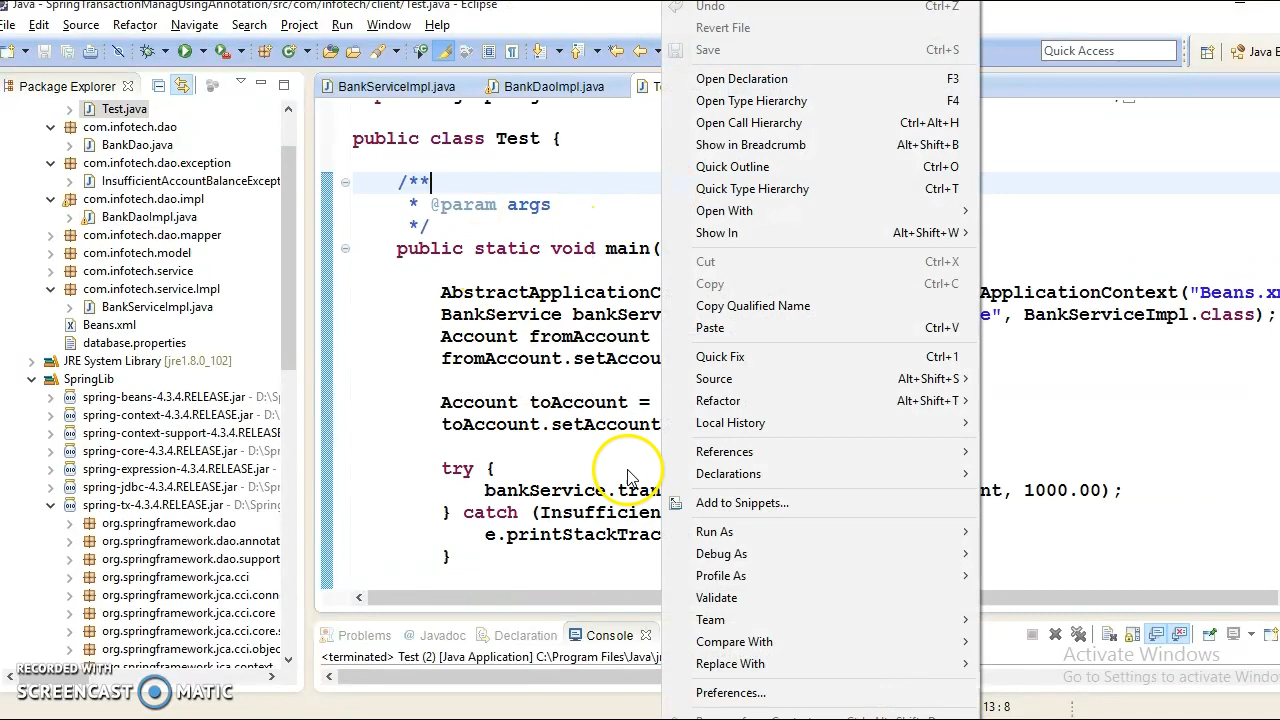 Java - SpringTransactionManagUsingAnnotation/src/com/infotech/client/Test.java - Eclipse
Edit Source Refactor Navigate Search Project Run Window Help
Quick Access
Java E
Package Explorer
BankServiceImpl.java BankDaoImpl.java
Test.java
com.infotech.dao
BankDao.java
com.infotech.dao.exception
InsufficientAccountBalanceExcept
com.infotech.dao.impl
BankDaoImpl.java
com.infotech.dao.mapper
com.infotech.model
com.infotech.service
com.infotech.service.Impl
BankServiceImpl.java
Beans.xml
database.properties
JRE System Library [jre1.8.0_102]
SpringLib
spring-beans-4.3.4.RELEASE.jar - D:\Sp
spring-context-4.3.4.RELEASE.jar - D:\
spring-context-support-4.3.4.RELEASE
spring-core-4.3.4.RELEASE.jar - D:\Spr
spring-expression-4.3.4.RELEASE.jar -
spring-jdbc-4.3.4.RELEASE.jar - D:\Spr
spring-tx-4.3.4.RELEASE.jar - D:\Spring
org.springframework.dao
org.springframework.dao.annotat
org.springframework.dao.support
org.springframework.jca.cci
org.springframework.jca.cci.conn
org.springframework.jca.cci.core
org.springframework.jca.cci.core.s
org.springframework.jca.cci.objec
org.springframework.jca.context
public class Test {
/**
* @param args
*/
public static void main(
AbstractApplicationC
ApplicationContext("Beans.xm
BankService bankServ
e", BankServiceImpl.class);
Account fromAccount
fromAccount.setAccou
Account toAccount =
toAccount.setAccount
try {
bankService.tran
nt, 1000.00);
} catch (Insufficien
e.printStackTrac
}
Undo Ctrl+Z
Revert File
Save Ctrl+S
Open Declaration F3
Open Type Hierarchy F4
Open Call Hierarchy Ctrl+Alt+H
Show in Breadcrumb Alt+Shift+B
Quick Outline Ctrl+O
Quick Type Hierarchy Ctrl+T
Open With
Show In Alt+Shift+W
Cut Ctrl+X
Copy Ctrl+C
Copy Qualified Name
Paste Ctrl+V
Quick Fix Ctrl+1
Source Alt+Shift+S
Refactor Alt+Shift+T
Local History
References
Declarations
Add to Snippets...
Run As
Debug As
Profile As
Validate
Team
Compare With
Replace With
Preferences...
Problems Javadoc Declaration Console
<terminated> Test (2) [Java Application] C:\Program Files\Java\jr
Activate Windows
Go to Settings to activate Windo
13 : 8
RECORDED WITH
SCREENCAST MATIC